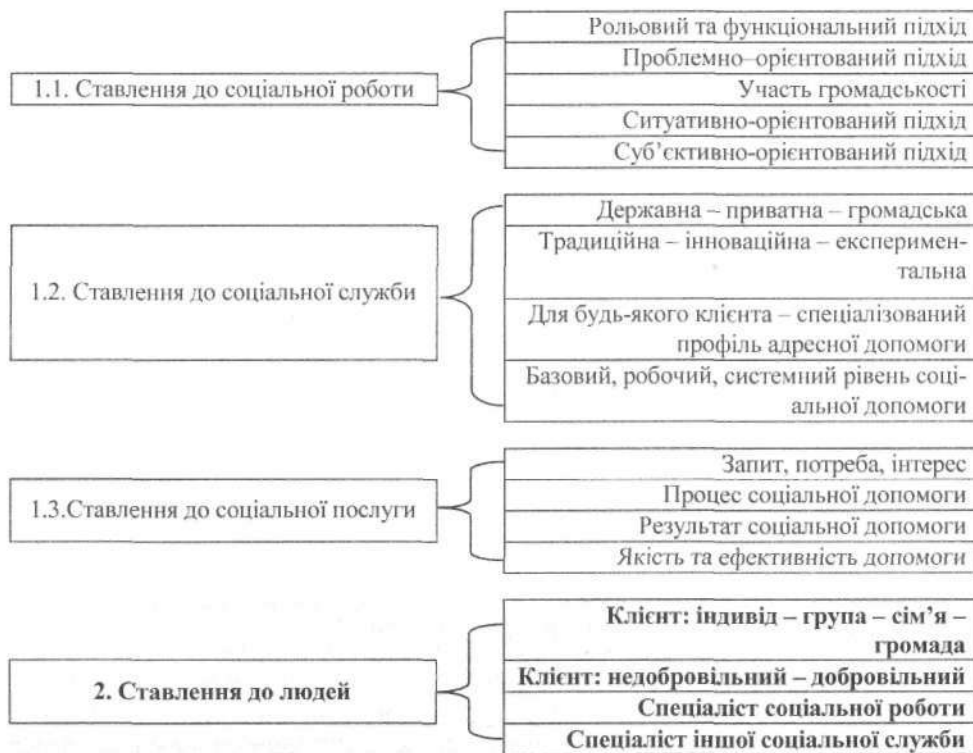 1.1. Ставлення до соціальної роботи
Рольовий та функціональний підхід
Проблемно–орієнтований підхід
Участь громадськості
Ситуативно-орієнтований підхід
Суб’єктивно-орієнтований підхід
1.2. Ставлення до соціальної служби
Державна – приватна – громадська
Традиційна – інноваційна – експеримен-
тальна
Для будь-якого клієнта – спеціалізований
профіль адресної допомоги
Базовий, робочий, системний рівень соці-
альної допомоги
1.3.Ставлення до соціальної послуги
Запит, потреба, інтерес
Процес соціальної допомоги
Результат соціальної допомоги
Якість та ефективність допомоги
2. Ставлення до людей
Клієнт: індивід – група – сім’я –
громада
Клієнт: недобровільний – добровільний
Спеціаліст соціальної роботи
Спеціаліст іншої соціальної служби